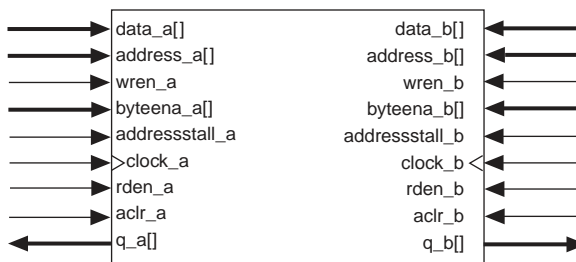 data_a[] data_b[]
address_a[] address_b[]
wren_a wren_b
byteena_a[] byteena_b[]
addressstall_a addressstall_b
clock_a clock_b
rden_a rden_b
aclr_a aclr_b
q_a[] q_b[]